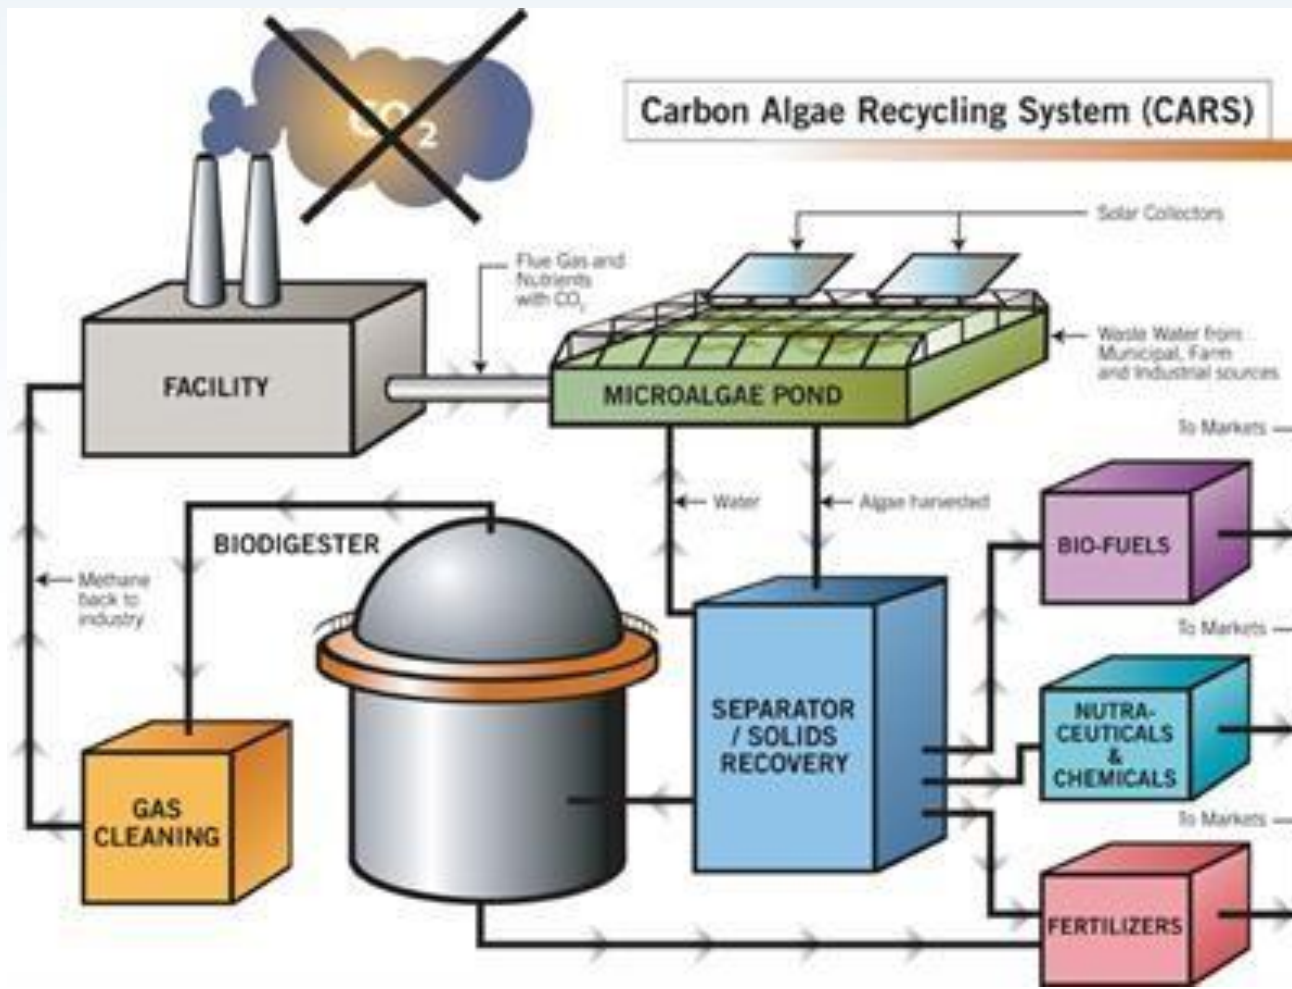 CO2
Carbon Algae Recycling System (CARS)
Solar Collectors
Flue Gas and
Nutrients
with CO2
Waste Water from
Municipal, Farm
and Industrial sources
FACILITY
MICROALGAE POND
To Markets
Water
Algae harvested
BIODIGESTER
BIO-FUELS
Methane
back to
industry
To Markets
SEPARATOR
/ SOLIDS
RECOVERY
NUTRA-
CEUTICALS
&
CHEMICALS
GAS
CLEANING
To Markets
FERTILIZERS